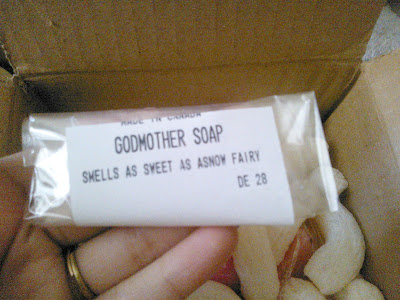 MADE IN CANADA
GODMOTHER SOAP
SMELLS AS SWEET AS ASNOW FAIRY
DE 28